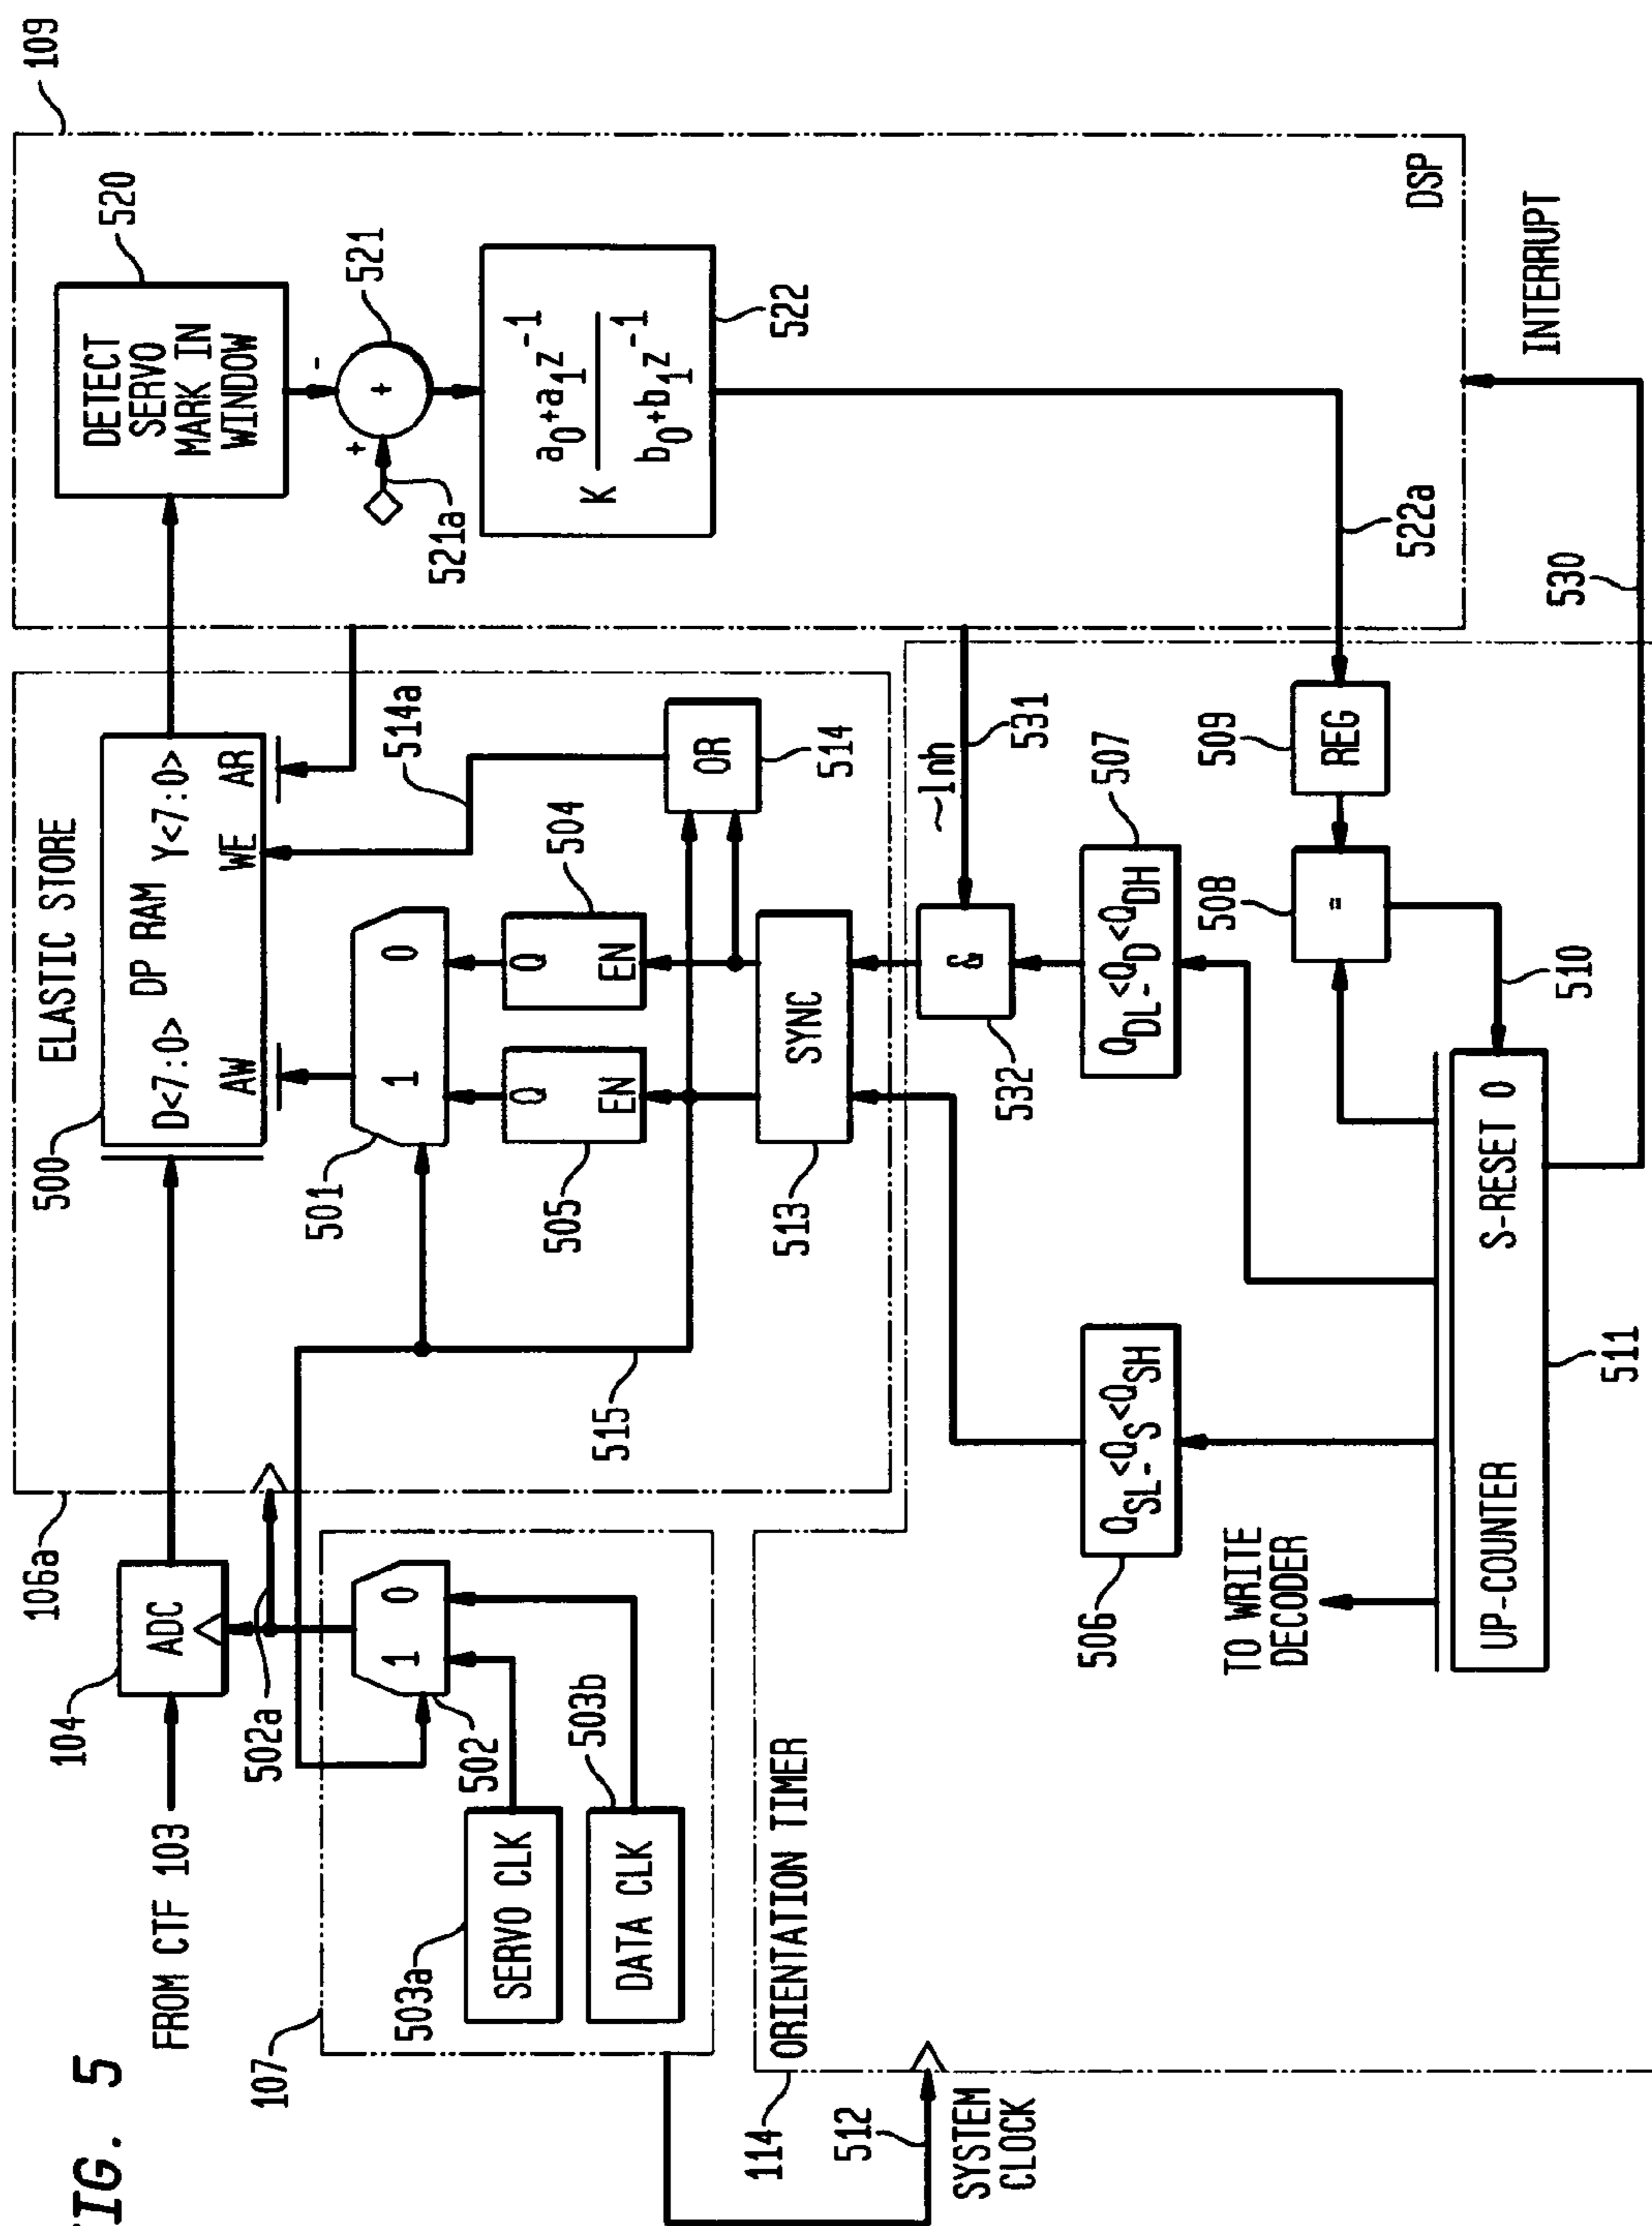 FIG. 5
FROM CTF 103
104
ADC
106a
500
ELASTIC STORE
D<7:0> DP RAM Y<7:0>
AW WE AR
520
109
DETECT
SERVO
MARK IN
WINDOW
502a
107
503a
SERVO CLK
DATA CLK
503b
502
1 0
501
1 0
505
Q
EN
504
Q
EN
514a
515
513
SYNC
OR
514
521a
+
-
+
521
K
a0+a1z-1
b0+b1z-1
522
114
ORIENTATION TIMER
512
SYSTEM
CLOCK
532
&
~Inh
531
506
QSL-<QS<QSH
QDL-<QD<QDH
507
TO WRITE
DECODER
508
=
509
REG
522a
DSP
510
UP-COUNTER S-RESET 0
511
530
INTERRUPT